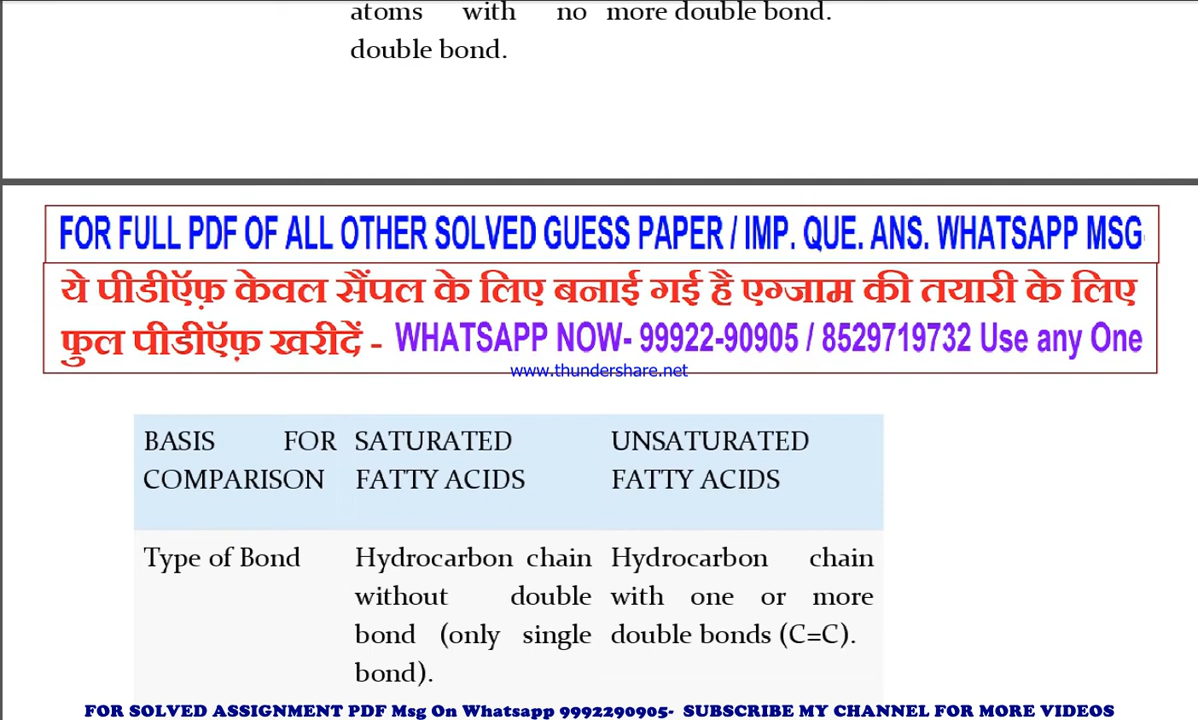 atoms with no more double bond.
double bond.
FOR FULL PDF OF ALL OTHER SOLVED GUESS PAPER / IMP. QUE. ANS. WHATSAPP MSG
ये पीडीऍफ़ केवल सैंपल के लिए बनाई गई है एग्जाम की तयारी के लिए
फुल पीडीऍफ़ खरीदें - WHATSAPP NOW- 99922-90905 / 8529719732 Use any One
www.thundershare.net
BASIS FOR SATURATED UNSATURATED
COMPARISON FATTY ACIDS FATTY ACIDS
Type of Bond Hydrocarbon chain Hydrocarbon chain
without double with one or more
bond (only single double bonds (C=C).
bond).
FOR SOLVED ASSIGNMENT PDF Msg On Whatsapp 9992290905- SUBSCRIBE MY CHANNEL FOR MORE VIDEOS